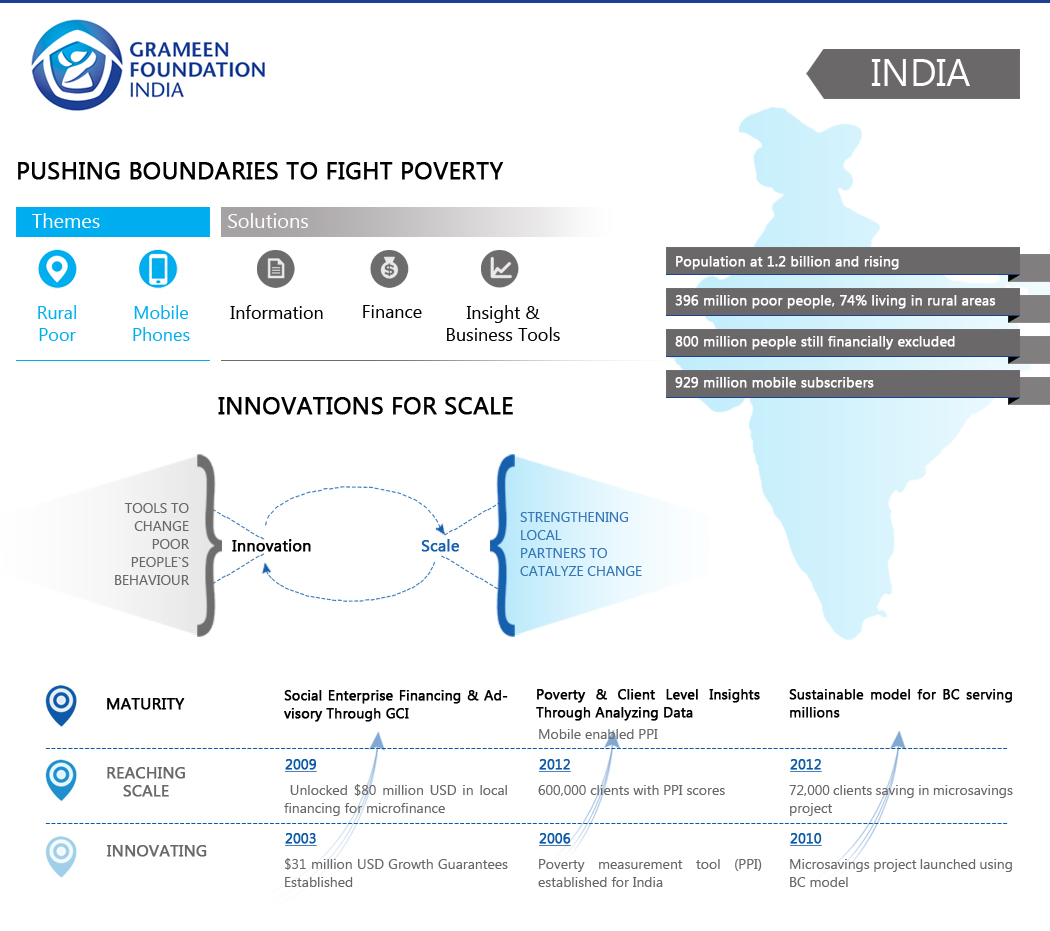 GRAMEEN
FOUNDATION
INDIA
INDIA
PUSHING BOUNDARIES TO FIGHT POVERTY
Themes
Solutions
Rural
Poor
Mobile
Phones
Information
Finance
Insight &
Business Tools
Population at 1.2 billion and rising
396 million poor people, 74% living in rural areas
800 million people still financially excluded
929 million mobile subscribers
INNOVATIONS FOR SCALE
TOOLS TO
CHANGE
POOR
PEOPLE`S
BEHAVIOUR
Innovation
Scale
STRENGTHENING
LOCAL
PARTNERS TO
CATALYZE CHANGE
MATURITY
Social Enterprise Financing & Ad-
visory Through GCI
Poverty & Client Level Insights
Through Analyzing Data
Mobile enabled PPI
Sustainable model for BC serving
millions
REACHING
SCALE
2009
Unlocked $80 million USD in local
financing for microfinance
2012
600,000 clients with PPI scores
2012
72,000 clients saving in microsavings
project
INNOVATING
2003
$31 million USD Growth Guarantees
Established
2006
Poverty measurement tool (PPI)
established for India
2010
Microsavings project launched using
BC model